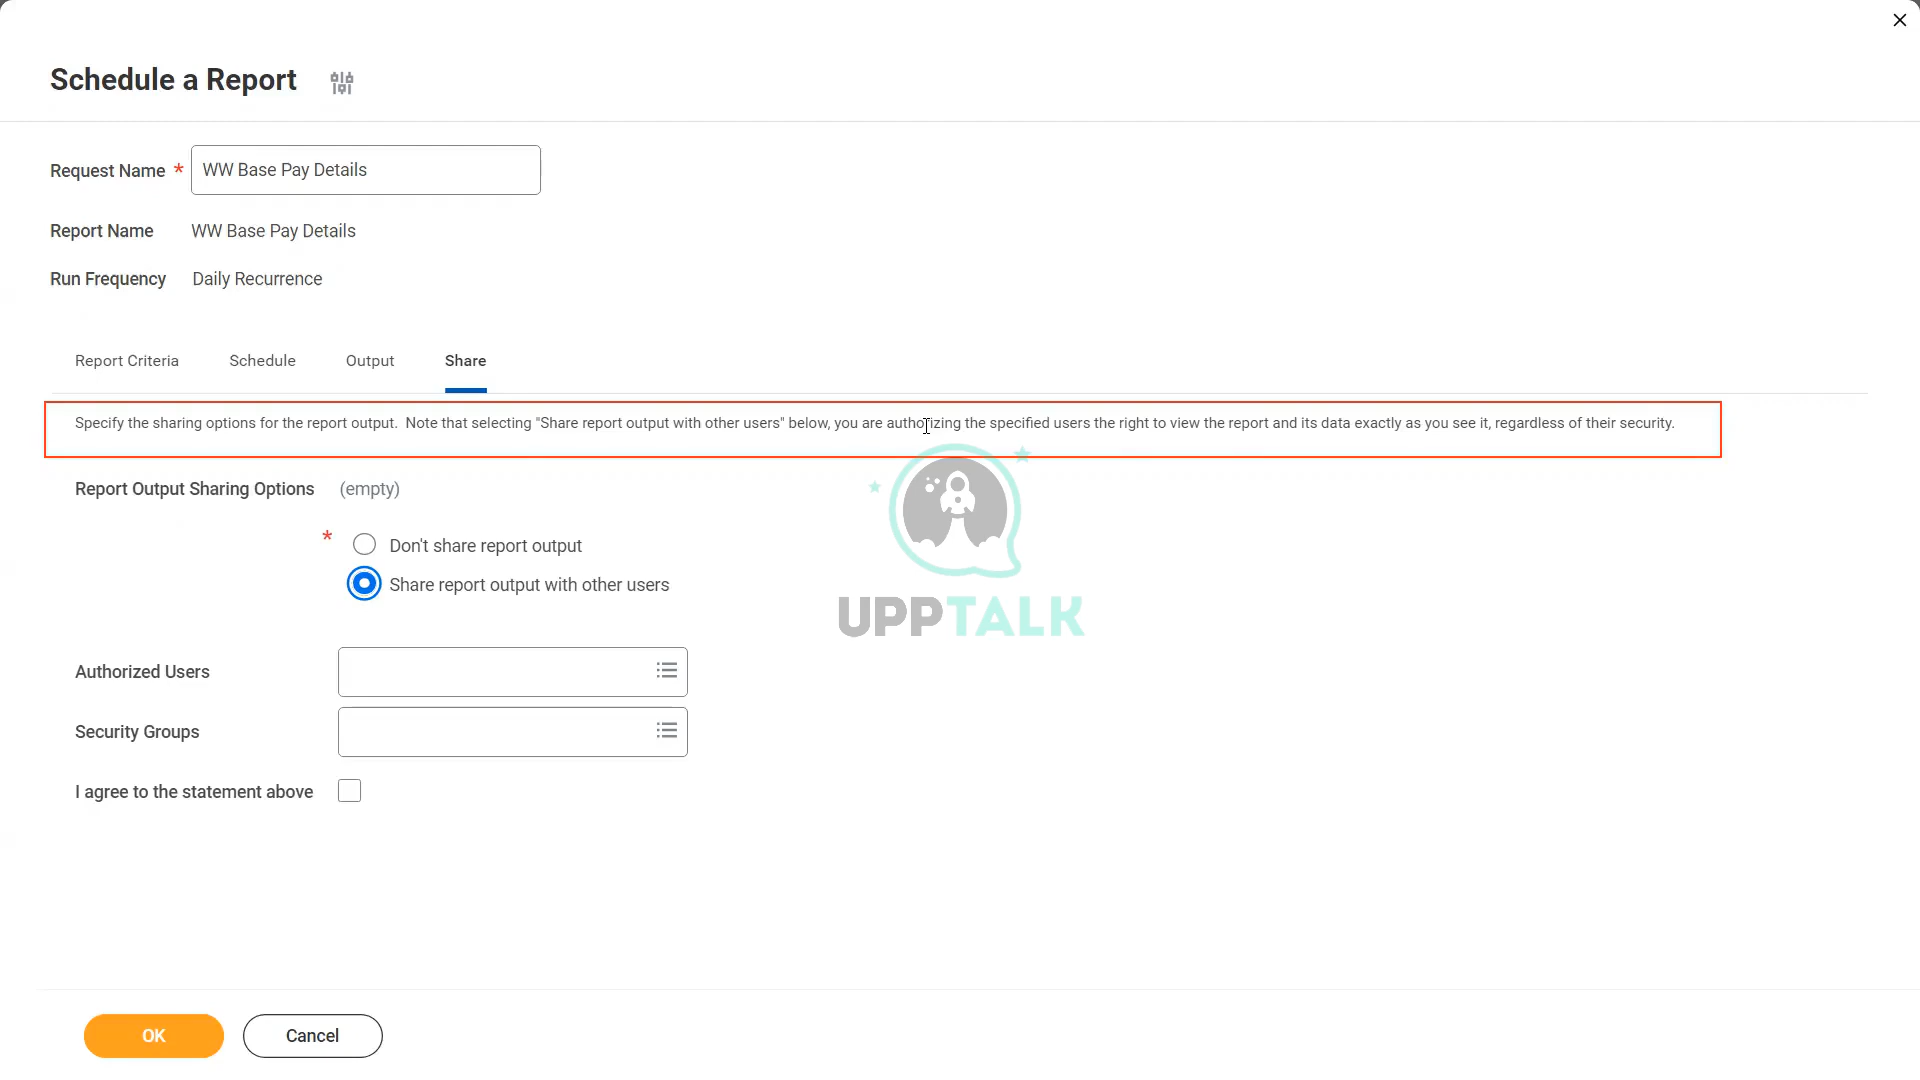 Schedule a Report
Request Name * WW Base Pay Details
Report Name WW Base Pay Details
Run Frequency Daily Recurrence
Report Criteria Schedule Output Share
Specify the sharing options for the report output.  Note that selecting "Share report output with other users" below, you are authorizing the specified users the right to view the report and its data exactly as you see it, regardless of their security.
Report Output Sharing Options (empty)
* Don't share report output
Share report output with other users
UPPTALK
Authorized Users
Security Groups
I agree to the statement above
OK Cancel